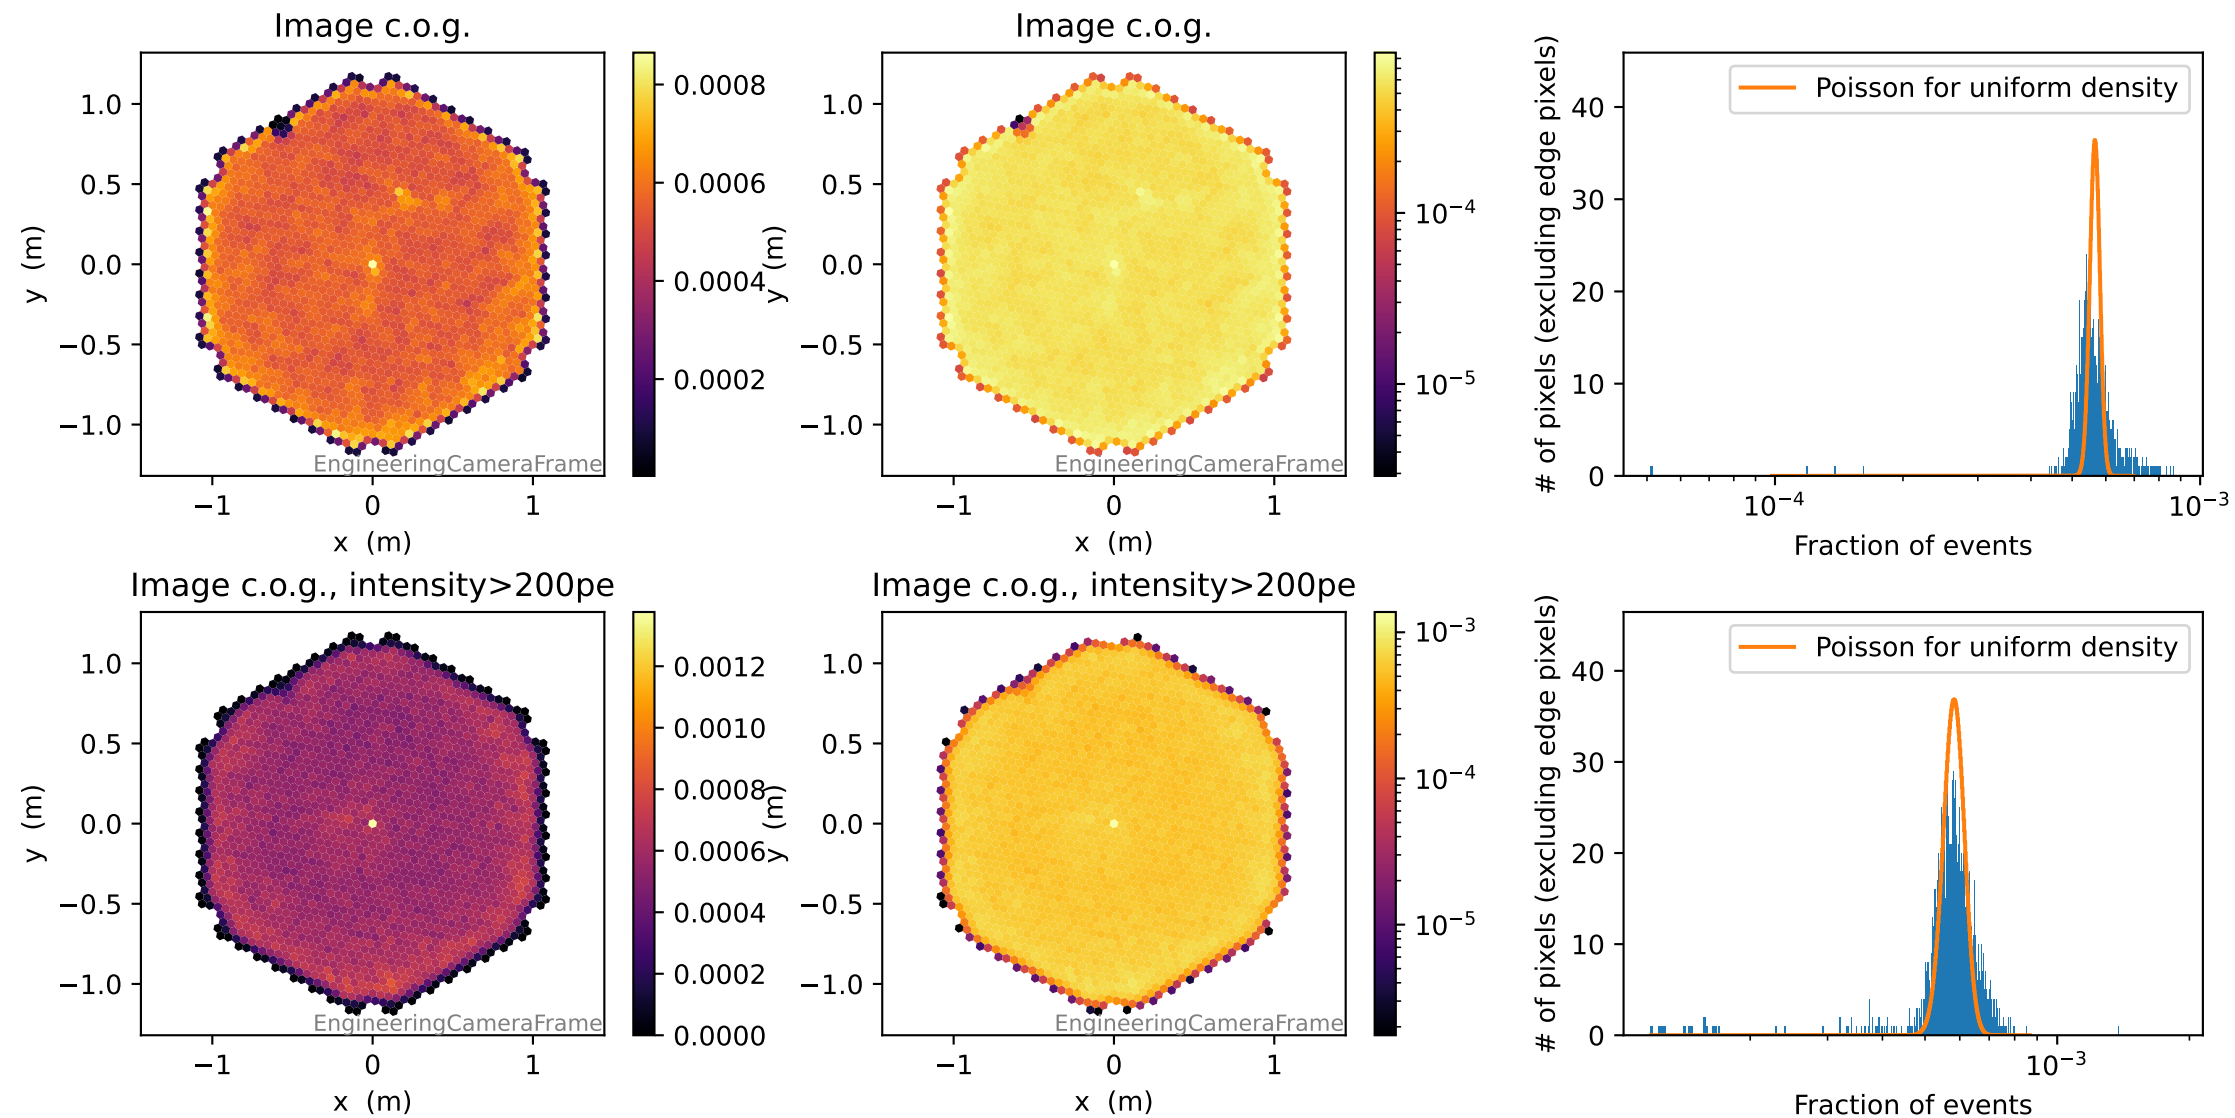 Image c.o.g.
1.0
0.5
0.0
−0.5
−1.0
y (m)
−1 0 1
x (m)
EngineeringCameraFrame
0.0008
0.0006
0.0004
0.0002
Image c.o.g.
1.0
0.5
0.0
−0.5
−1.0
y (m)
−1 0 1
x (m)
EngineeringCameraFrame
10⁻⁴
10⁻⁵
# of pixels (excluding edge pixels)
40
30
20
10
0
Poisson for uniform density
10⁻⁴ 10⁻³
Fraction of events
Image c.o.g., intensity>200pe
1.0
0.5
0.0
−0.5
−1.0
y (m)
−1 0 1
x (m)
EngineeringCameraFrame
0.0012
0.0010
0.0008
0.0006
0.0004
0.0002
0.0000
Image c.o.g., intensity>200pe
1.0
0.5
0.0
−0.5
−1.0
y (m)
−1 0 1
x (m)
EngineeringCameraFrame
10⁻³
10⁻⁴
10⁻⁵
# of pixels (excluding edge pixels)
40
30
20
10
0
Poisson for uniform density
10⁻³
Fraction of events